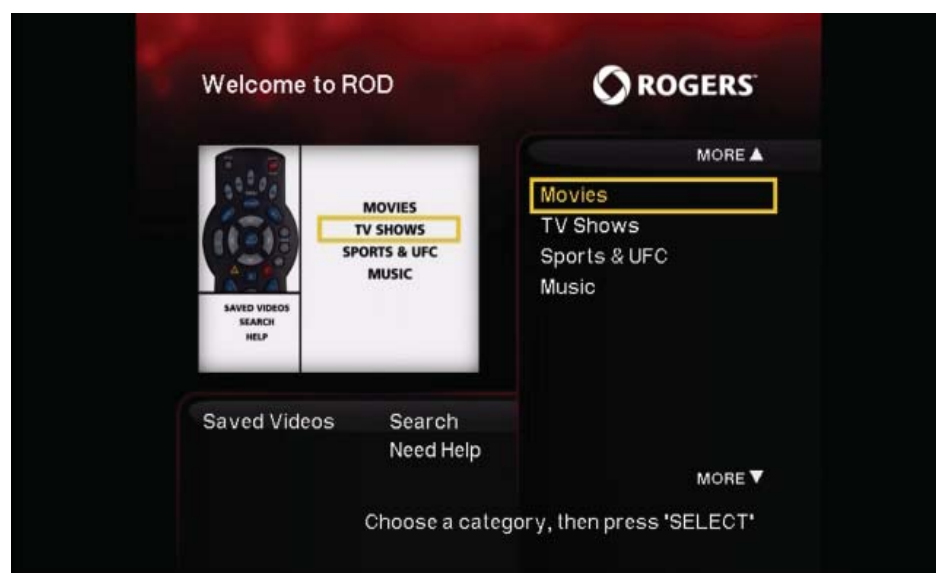 Welcome to ROD
ROGERS
MORE ▲
MOVIES
TV SHOWS
SPORTS & UFC
MUSIC
SAVED VIDEOS
SEARCH
HELP
Movies
TV Shows
Sports & UFC
Music
Saved Videos
Search
Need Help
MORE ▼
Choose a category, then press 'SELECT'